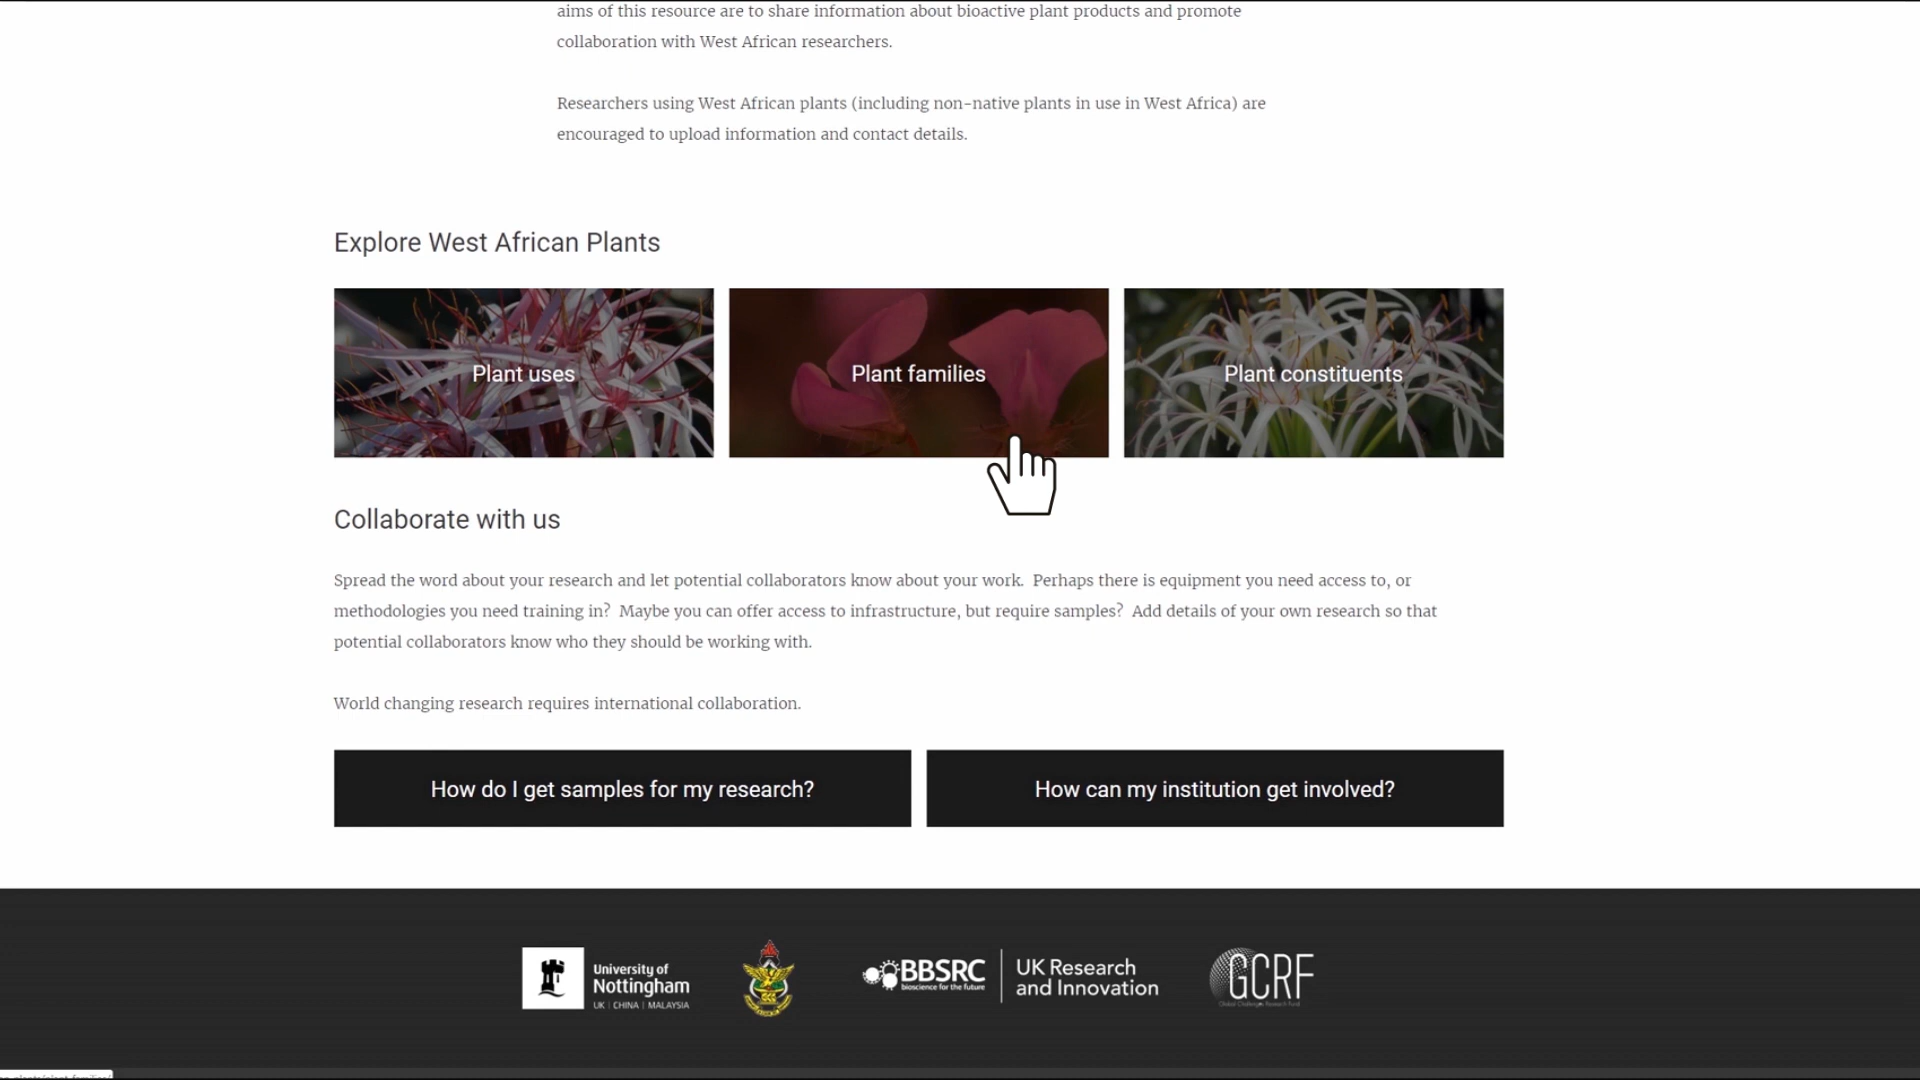 aims of this resource are to share information about bioactive plant products and promote
collaboration with West African researchers.
Researchers using West African plants (including non-native plants in use in West Africa) are
encouraged to upload information and contact details.
Explore West African Plants
Plant uses
Plant families
Plant constituents
Collaborate with us
Spread the word about your research and let potential collaborators know about your work. Perhaps there is equipment you need access to, or
methodologies you need training in? Maybe you can offer access to infrastructure, but require samples? Add details of your own research so that
potential collaborators know who they should be working with.
World changing research requires international collaboration.
How do I get samples for my research?
How can my institution get involved?
University of
Nottingham
UK | CHINA | MALAYSIA
BBSRC
bioscience for the future
UK Research
and Innovation
GCRF